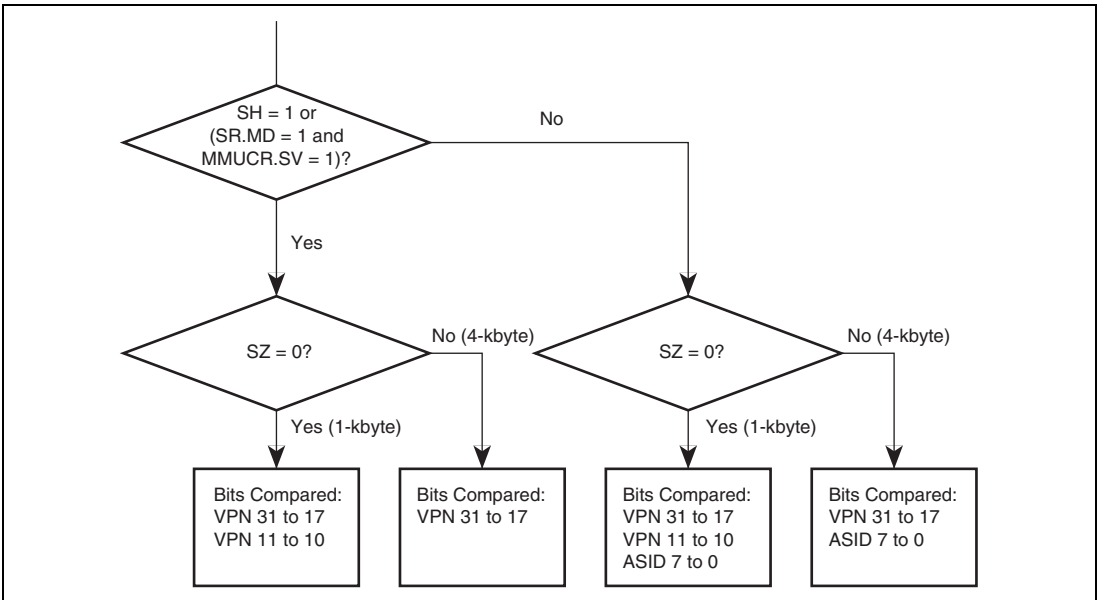 SH = 1 or
(SR.MD = 1 and
MMUCR.SV = 1)?
No
Yes
SZ = 0?
No (4-kbyte)
SZ = 0?
No (4-kbyte)
Yes (1-kbyte)
Yes (1-kbyte)
Bits Compared:
VPN 31 to 17
VPN 11 to 10
Bits Compared:
VPN 31 to 17
Bits Compared:
VPN 31 to 17
VPN 11 to 10
ASID 7 to 0
Bits Compared:
VPN 31 to 17
ASID 7 to 0